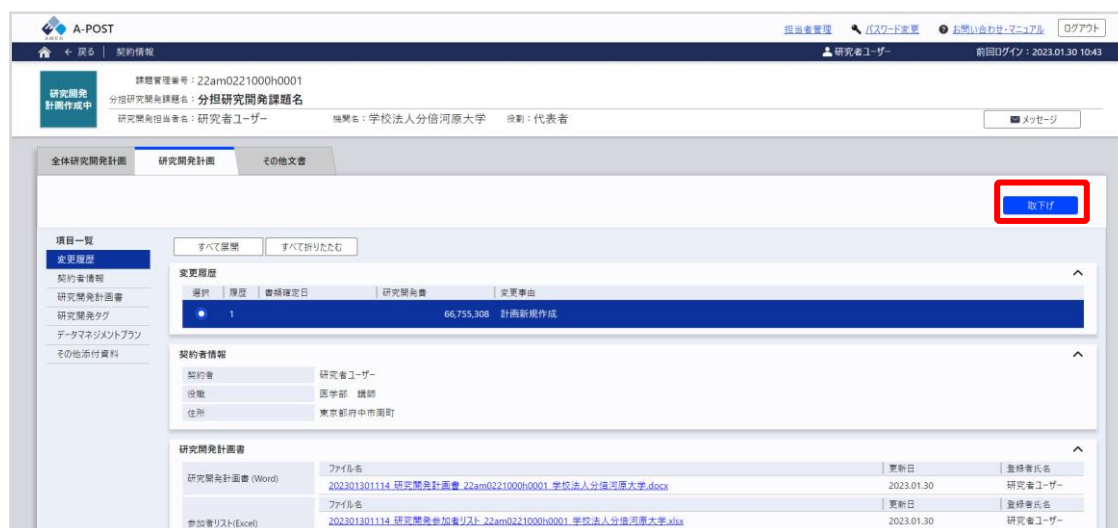 A-POST
AMED
担当者管理 パスワード変更 お問い合わせ・マニュアル ログアウト
← 戻る | 契約情報 研究者ユーザー 前回ログイン：2023.01.30 10:43
研究開発
計画作成中
課題管理番号：22am0221000h0001
分担研究開発課題名：分担研究開発課題名
研究開発担当者名：研究者ユーザー 機関名：学校法人分倍河原大学 役割：代表者
メッセージ
全体研究開発計画 研究開発計画 その他文書
取下げ
項目一覧
変更履歴
契約者情報
研究開発計画書
研究開発タグ
データマネジメントプラン
その他添付資料
すべて展開 すべて折りたたむ
変更履歴
選択 履歴 書類確定日 研究開発費 変更事由
1 66,755,308 計画新規作成
契約者情報
契約者 研究者ユーザー
役職 医学部 講師
住所 東京都府中市南町
研究開発計画書
研究開発計画書 (Word)
ファイル名 更新日 登録者氏名
202301301114_研究開発計画書_22am0221000h0001_学校法人分倍河原大学.docx 2023.01.30 研究者ユーザー
参加者リスト(Excel)
ファイル名 更新日 登録者氏名
202301301114_研究開発参加者リスト_22am0221000h0001_学校法人分倍河原大学.xlsx 2023.01.30 研究者ユーザー